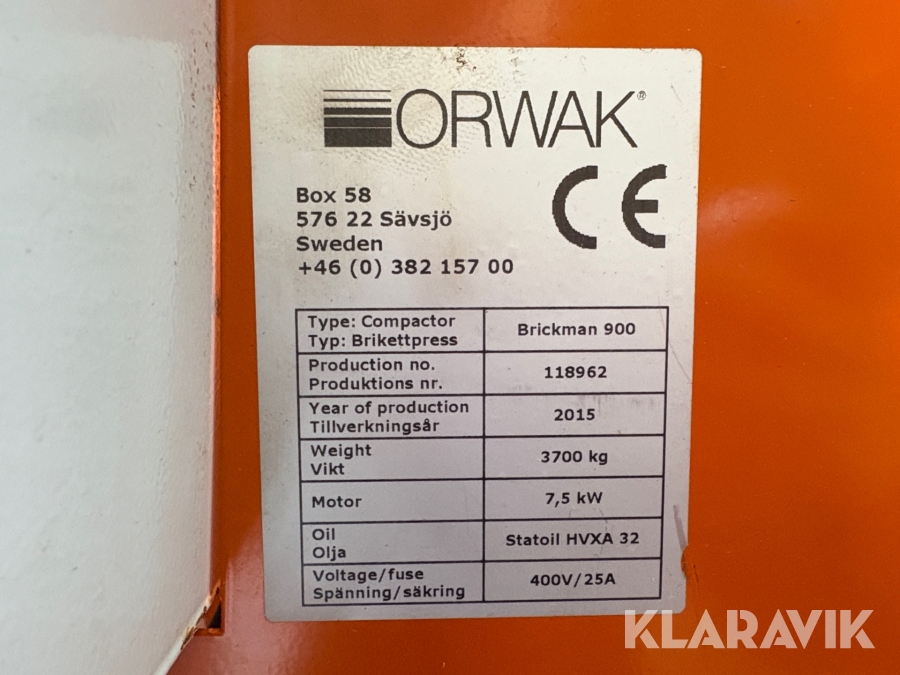 ORWAK®
CE
Box 58
576 22 Sävsjö
Sweden
+46 (0) 382 157 00
Type: Compactor
Typ: Brikettpress
Brickman 900
Production no.
Produktions nr.
118962
Year of production
Tillverkningsår
2015
Weight
Vikt
3700 kg
Motor
7,5 kW
Oil
Olja
Statoil HVXA 32
Voltage/fuse
Spänning/säkring
400V/25A
KLARAVIK